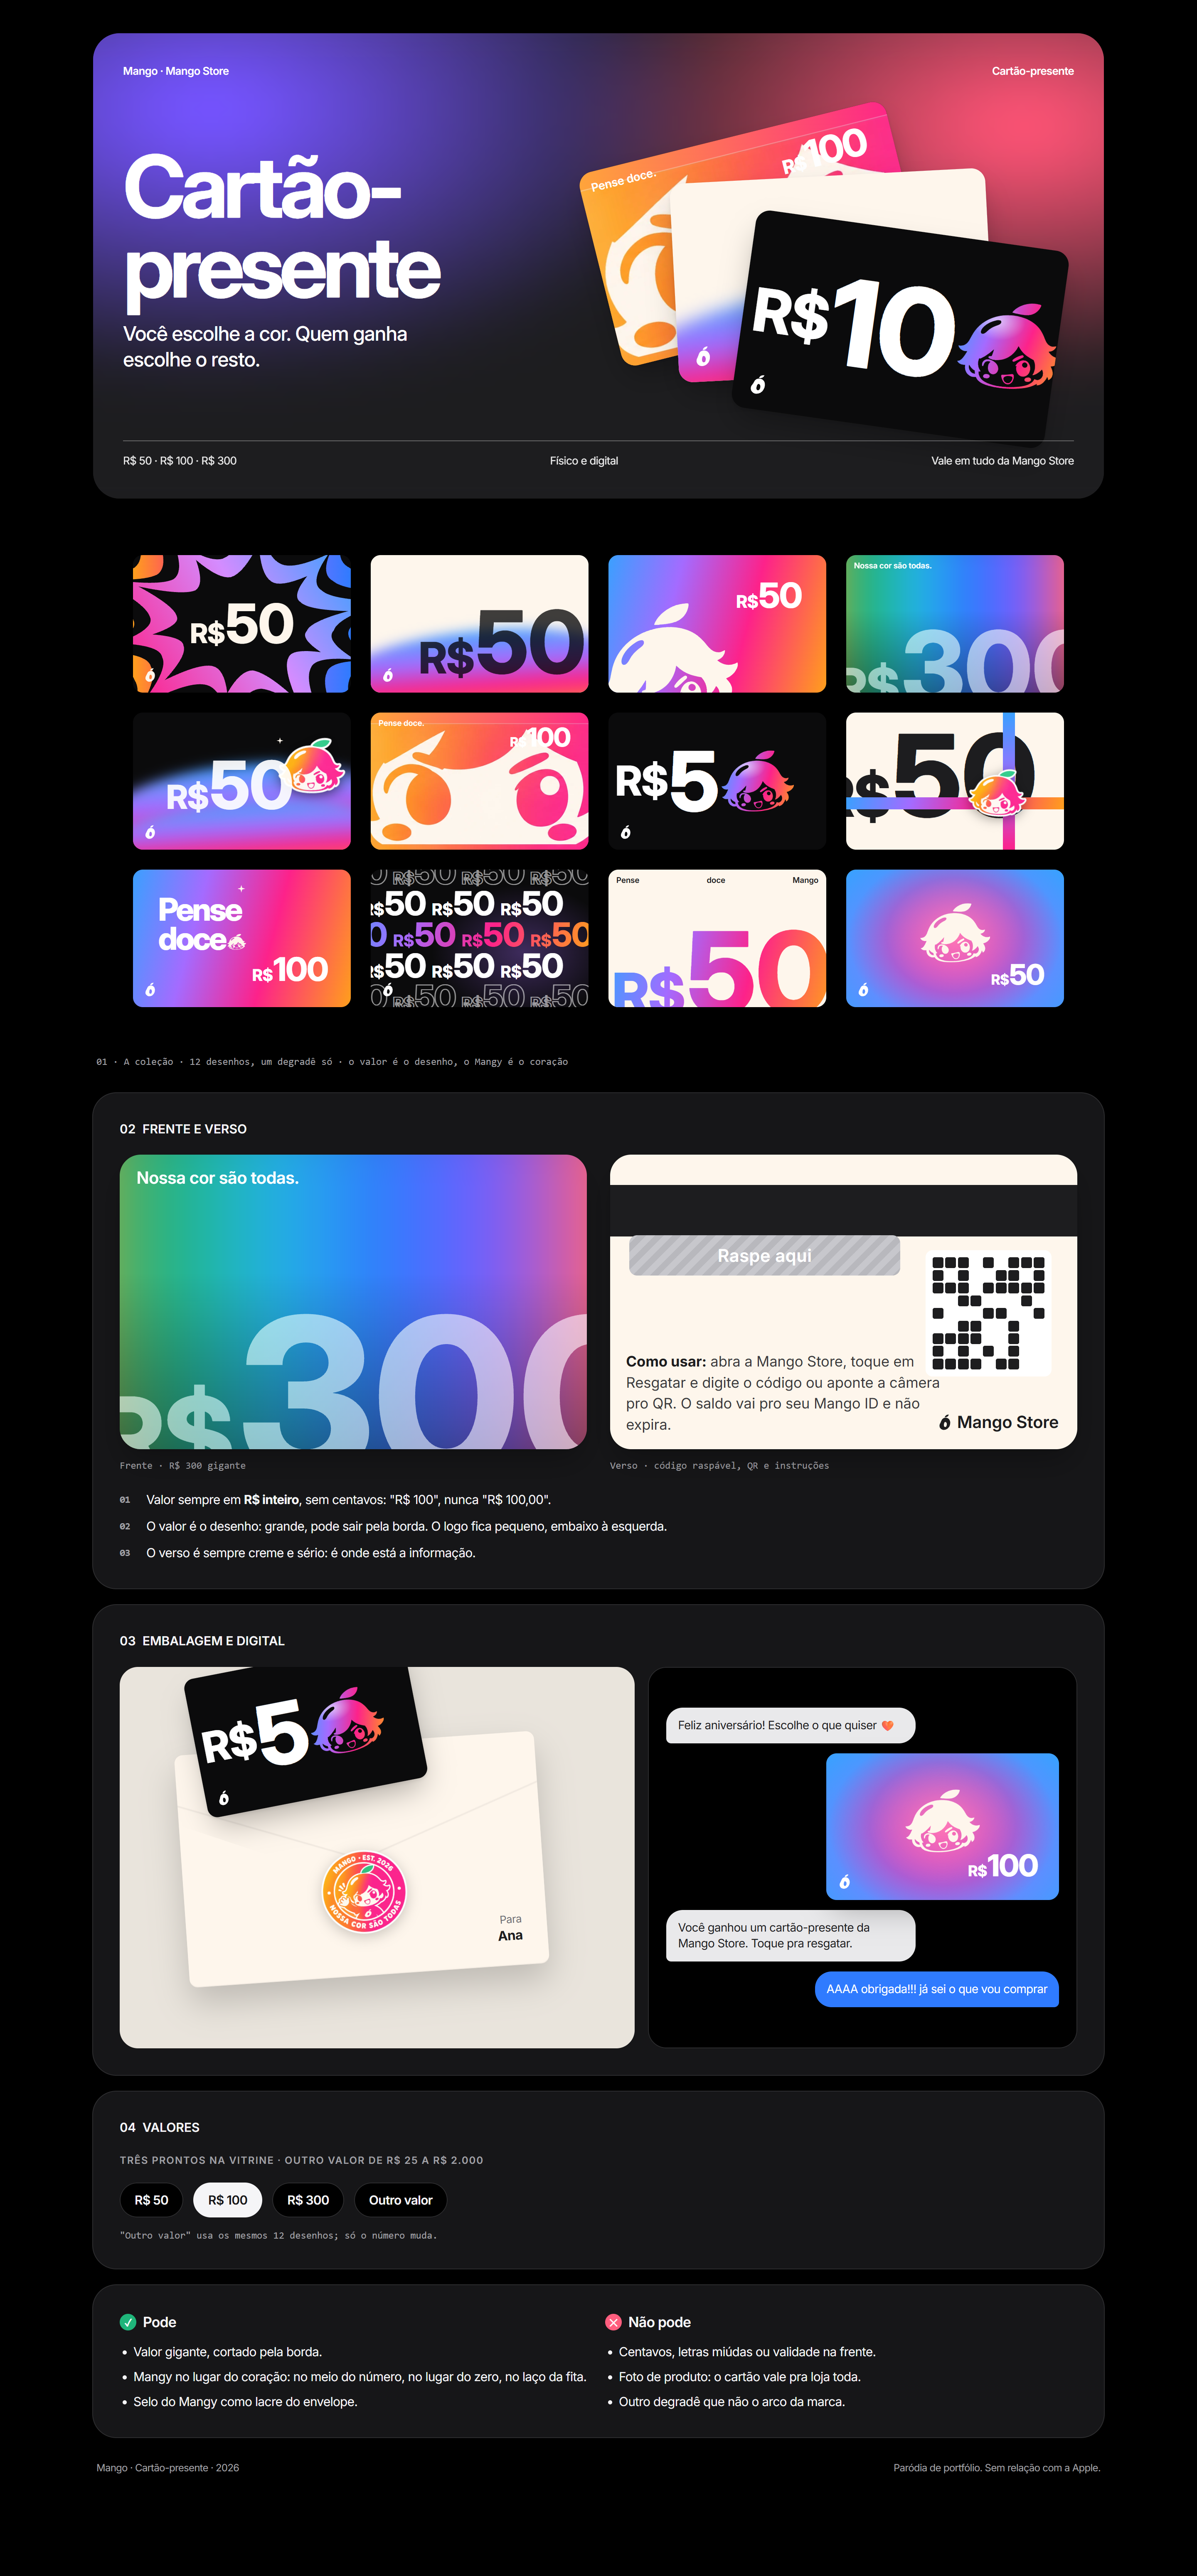 Mango · Mango Store
Cartão-presente
Cartão-
presente
Você escolhe a cor. Quem ganha
escolhe o resto.
Pense doce.
R$100
R$10
R$ 50 · R$ 100 · R$ 300
Físico e digital
Vale em tudo da Mango Store
R$50
R$50
R$50
Nossa cor são todas.
R$300
R$50
Pense doce.
R$100
R$5
R$50
Pense
doce
R$100
R$50 R$50 R$50
R$50 R$50 R$50
0 R$50 R$50 R$50
R$50 R$50 R$50
0 R$50 R$50 R$50
Pense doce Mango
R$50
R$50
01 · A coleção · 12 desenhos, um degradê só · o valor é o desenho, o Mangy é o coração
02 FRENTE E VERSO
Nossa cor são todas.
R$300
Raspe aqui
Como usar: abra a Mango Store, toque em
Resgatar e digite o código ou aponte a câmera
pro QR. O saldo vai pro seu Mango ID e não
expira.
Mango Store
Frente · R$ 300 gigante
Verso · código raspável, QR e instruções
01 Valor sempre em R$ inteiro, sem centavos: "R$ 100", nunca "R$ 100,00".
02 O valor é o desenho: grande, pode sair pela borda. O logo fica pequeno, embaixo à esquerda.
03 O verso é sempre creme e sério: é onde está a informação.
03 EMBALAGEM E DIGITAL
R$5
MANGO · EST. 2026
NOSSA COR SÃO TODAS
Para
Ana
Feliz aniversário! Escolhe o que quiser 🧡
R$100
Você ganhou um cartão-presente da
Mango Store. Toque pra resgatar.
AAAA obrigada!!! já sei o que vou comprar
04 VALORES
TRÊS PRONTOS NA VITRINE · OUTRO VALOR DE R$ 25 A R$ 2.000
R$ 50
R$ 100
R$ 300
Outro valor
"Outro valor" usa os mesmos 12 desenhos; só o número muda.
Pode
• Valor gigante, cortado pela borda.
• Mangy no lugar do coração: no meio do número, no lugar do zero, no laço da fita.
• Selo do Mangy como lacre do envelope.
Não pode
• Centavos, letras miúdas ou validade na frente.
• Foto de produto: o cartão vale pra loja toda.
• Outro degradê que não o arco da marca.
Mango · Cartão-presente · 2026
Paródia de portfólio. Sem relação com a Apple.